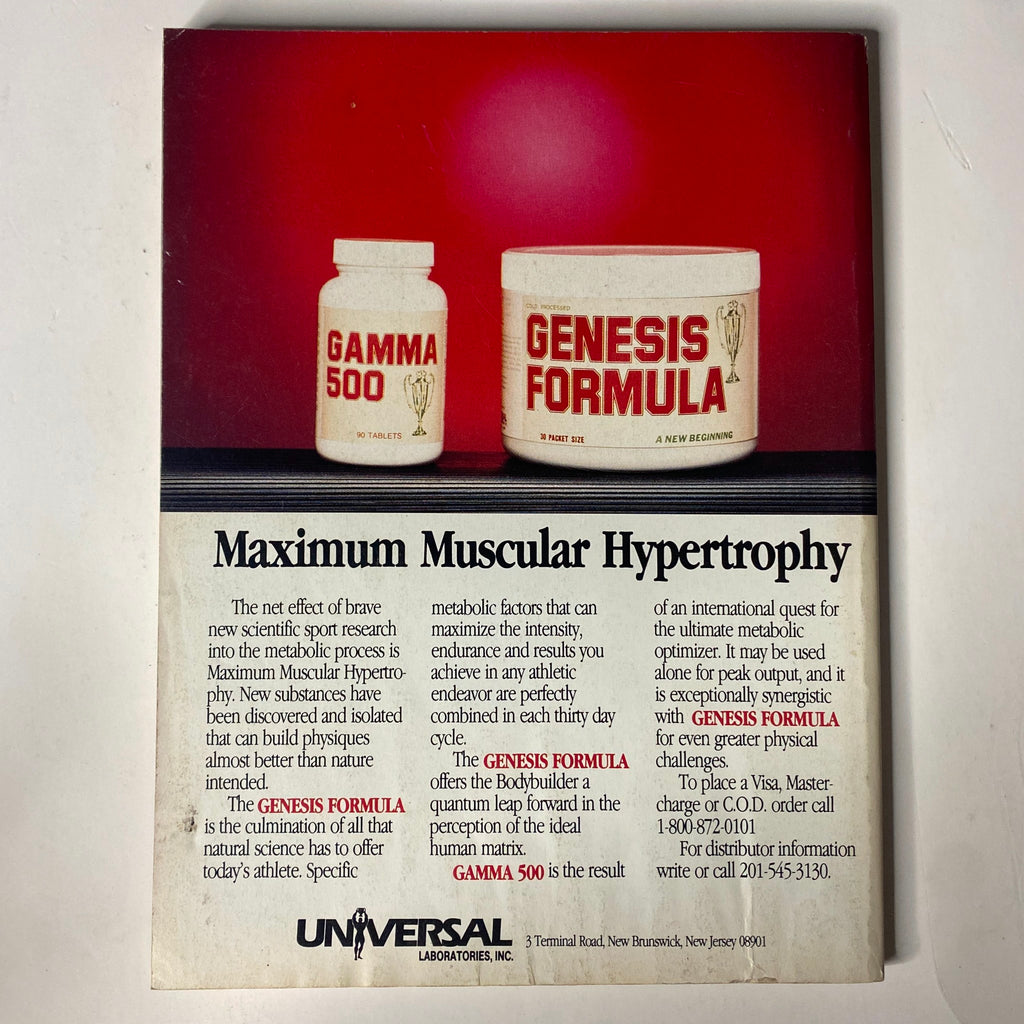 GAMMA
500
90 TABLETS
COLD PROCESSED
GENESIS
FORMULA
30 PACKET SIZE
A NEW BEGINNING
Maximum Muscular Hypertrophy
The net effect of brave
new scientific sport research
into the metabolic process is
Maximum Muscular Hypertro-
phy. New substances have
been discovered and isolated
that can build physiques
almost better than nature
intended.
The GENESIS FORMULA
is the culmination of all that
natural science has to offer
today's athlete. Specific
metabolic factors that can
maximize the intensity,
endurance and results you
achieve in any athletic
endeavor are perfectly
combined in each thirty day
cycle.
The GENESIS FORMULA
offers the Bodybuilder a
quantum leap forward in the
perception of the ideal
human matrix.
GAMMA 500 is the result
of an international quest for
the ultimate metabolic
optimizer. It may be used
alone for peak output, and it
is exceptionally synergistic
with GENESIS FORMULA
for even greater physical
challenges.
To place a Visa, Master-
charge or C.O.D. order call
1-800-872-0101
For distributor information
write or call 201-545-3130.
UNIVERSAL
LABORATORIES, INC.
3 Terminal Road, New Brunswick, New Jersey 08901